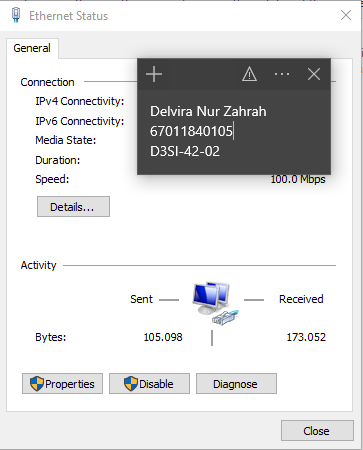 Ethernet Status
General
Connection
IPv4 Connectivity:
IPv6 Connectivity:
Media State:
Duration:
Speed: 100.0 Mbps
Delvira Nur Zahrah
67011840105
D3SI-42-02
Details...
Activity
Sent Received
Bytes: 105.098 173.052
Properties
Disable
Diagnose
Close